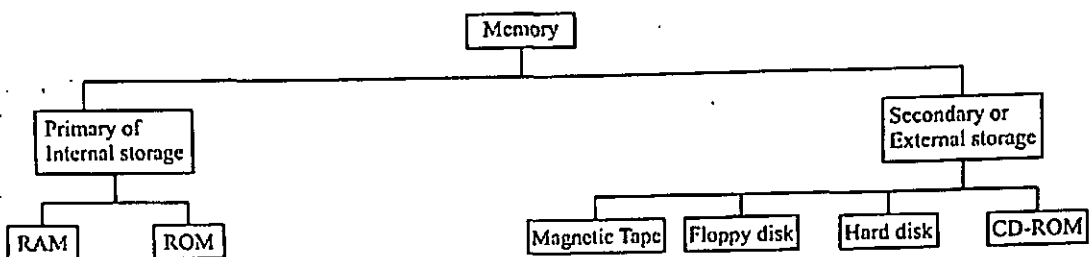 Memory
Primary of
Internal storage
Secondary or
External storage
RAM
ROM
Magnetic Tape
Floppy disk
Hard disk
CD-ROM